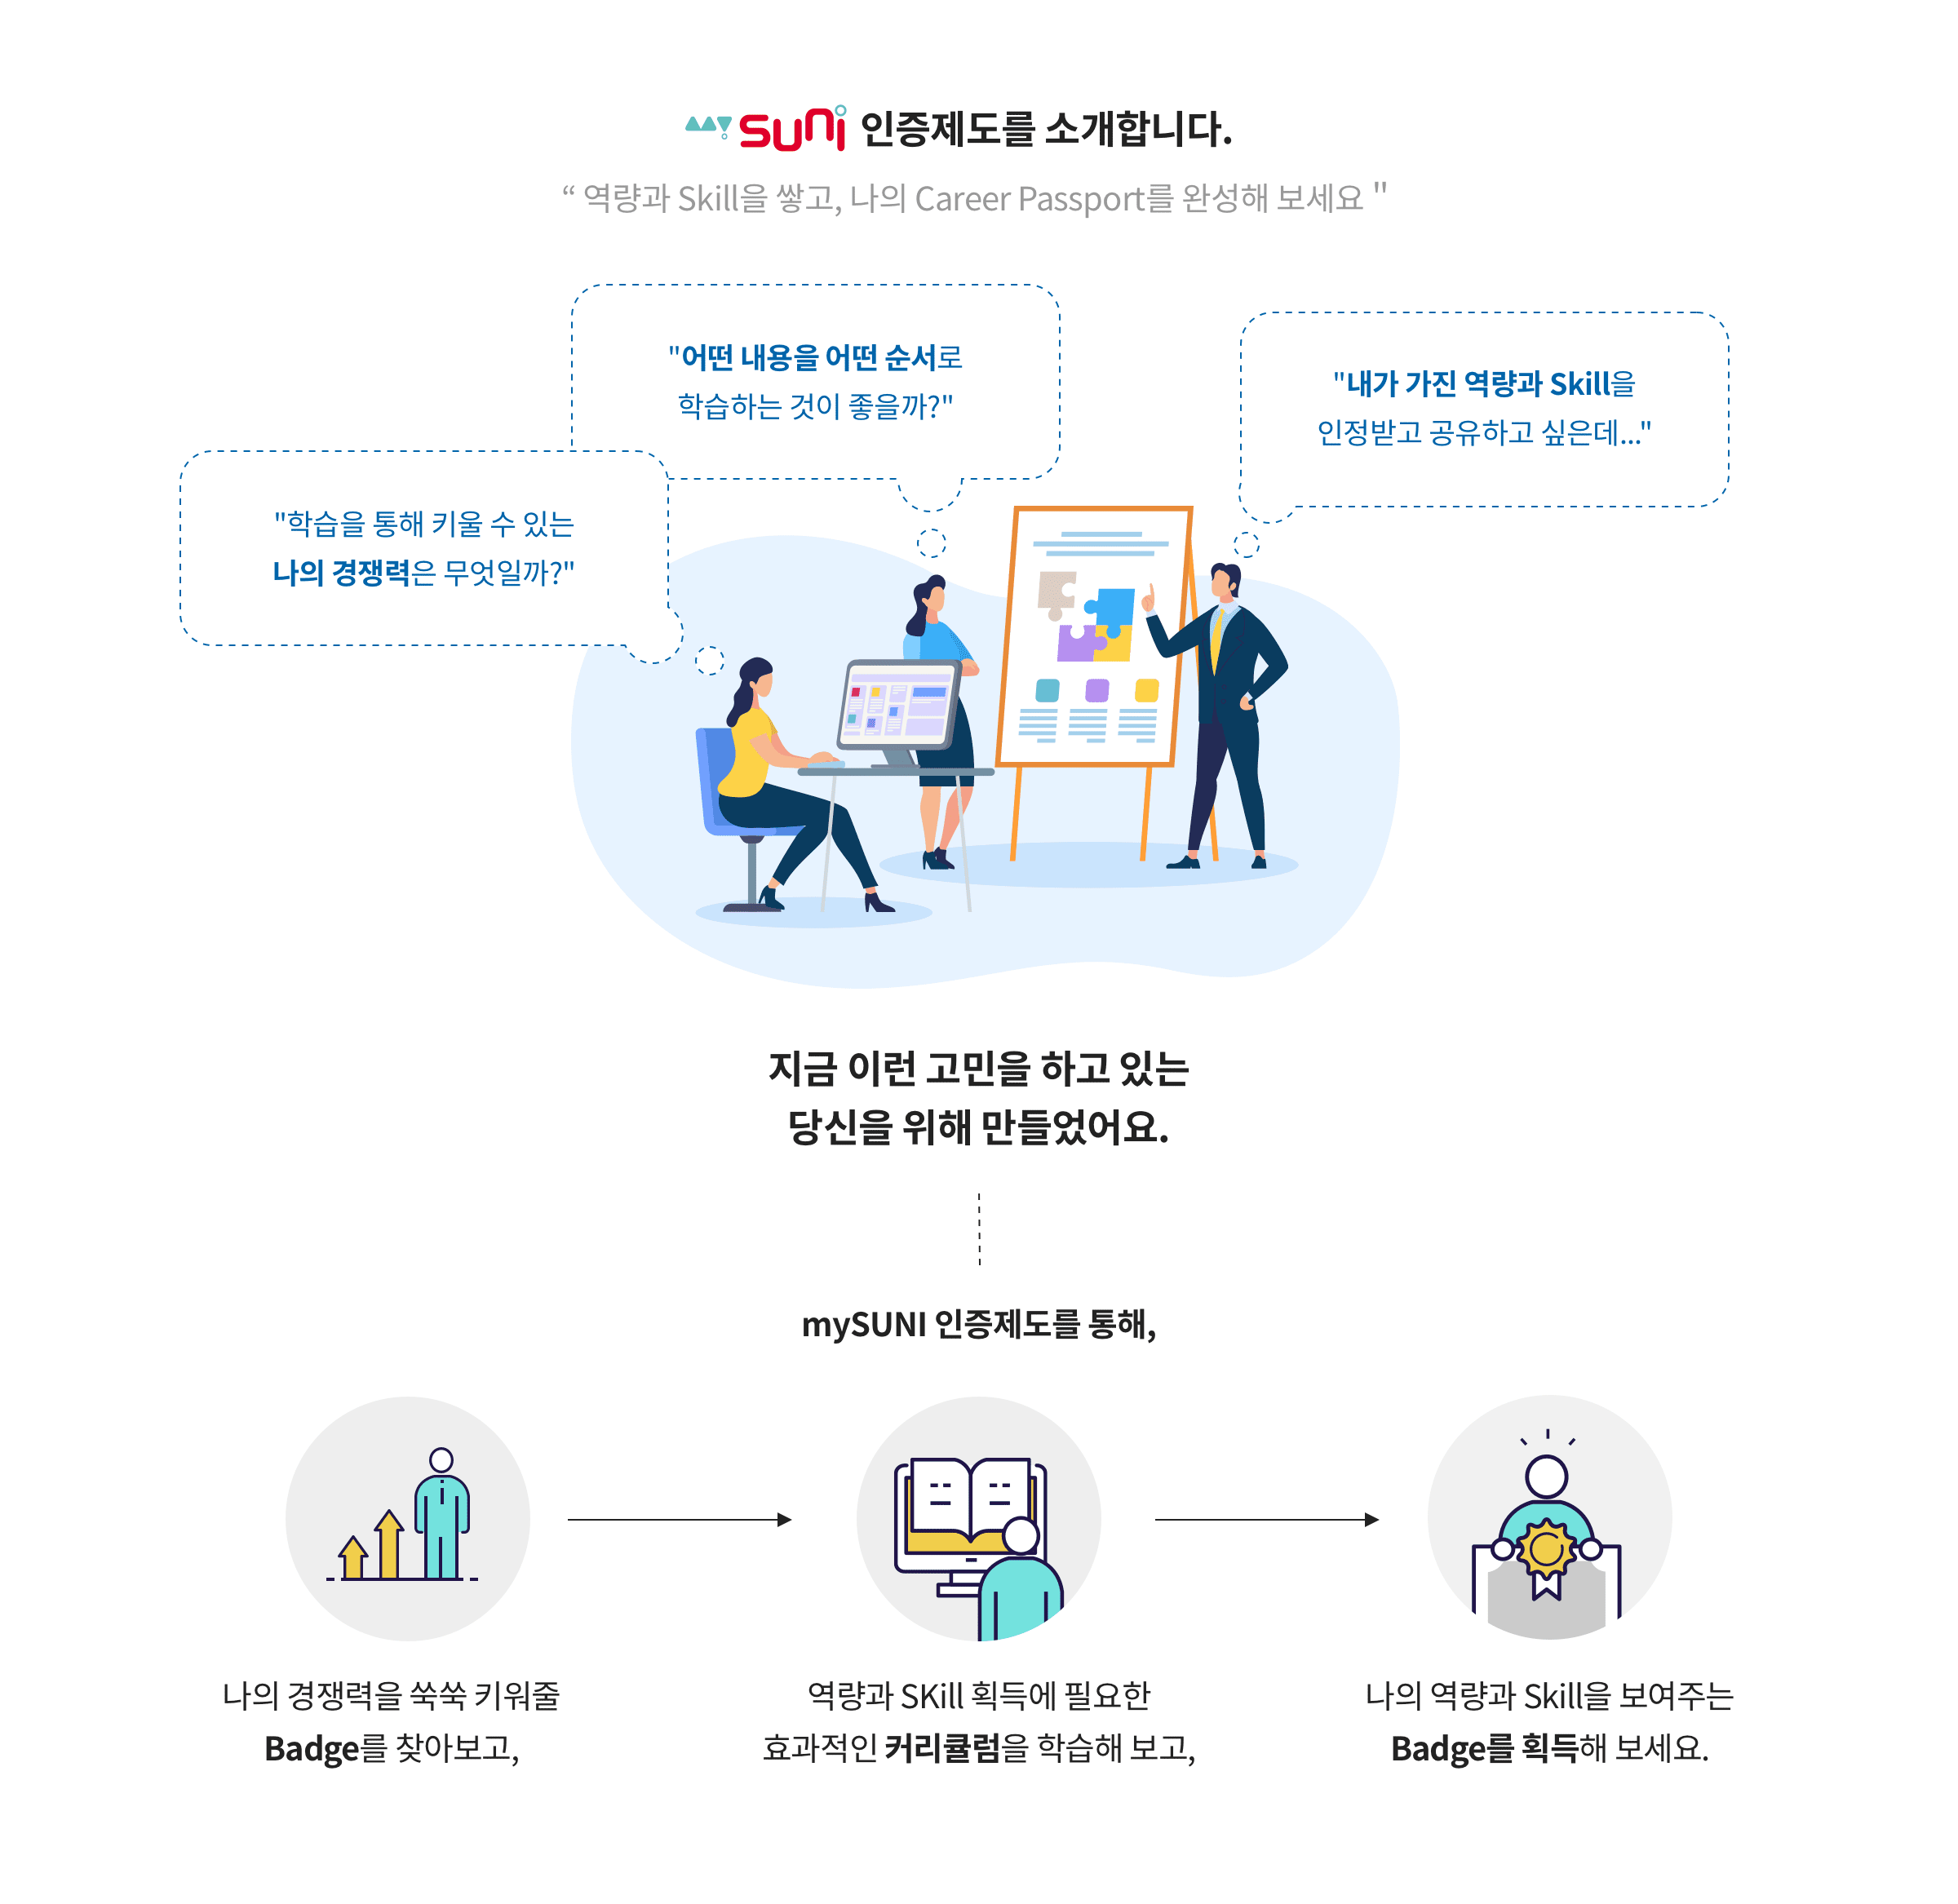 mySUNI 인증제도를 소개합니다.
“ 역량과 Skill을 쌓고, 나의 Career Passport를 완성해 보세요 "
"어떤 내용을 어떤 순서로
학습하는 것이 좋을까?"
"내가 가진 역량과 Skill을
인정받고 공유하고 싶은데..."
"학습을 통해 키울 수 있는
나의 경쟁력은 무엇일까?"
지금 이런 고민을 하고 있는
당신을 위해 만들었어요.
mySUNI 인증제도를 통해,
나의 경쟁력을 쑥쑥 키워줄
Badge를 찾아보고,
역량과 SKill 획득에 필요한
효과적인 커리큘럼을 학습해 보고,
나의 역량과 Skill을 보여주는
Badge를 획득해 보세요.